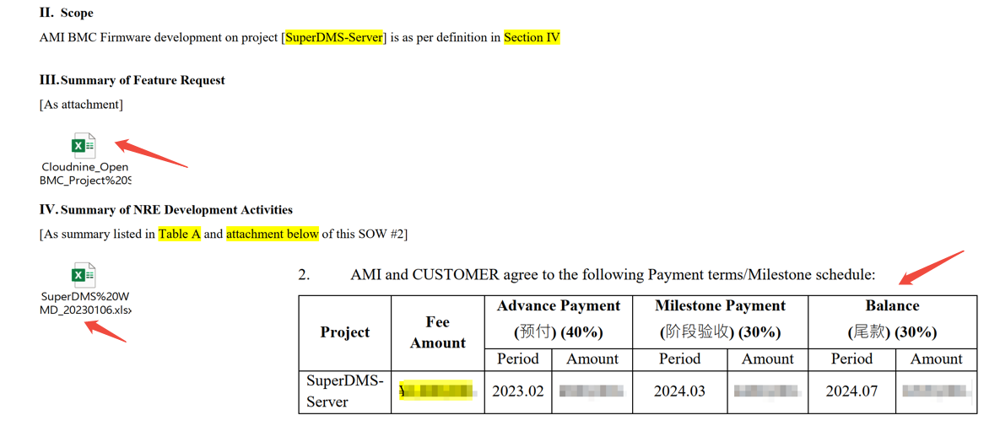 II. Scope
AMI BMC Firmware development on project [SuperDMS-Server] is as per definition in Section IV
III. Summary of Feature Request
[As attachment]
Cloudnine_Open
BMC_Project%20S
IV. Summary of NRE Development Activities
[As summary listed in Table A and attachment below of this SOW #2]
SuperDMS%20W
MD_20230106.xlsx
2. AMI and CUSTOMER agree to the following Payment terms/Milestone schedule:
Project
Fee
Amount
Advance Payment
(预付) (40%)
Milestone Payment
(阶段验收) (30%)
Balance
(尾款) (30%)
Period Amount Period Amount Period Amount
SuperDMS-
Server
¥
2023.02 2024.03 2024.07